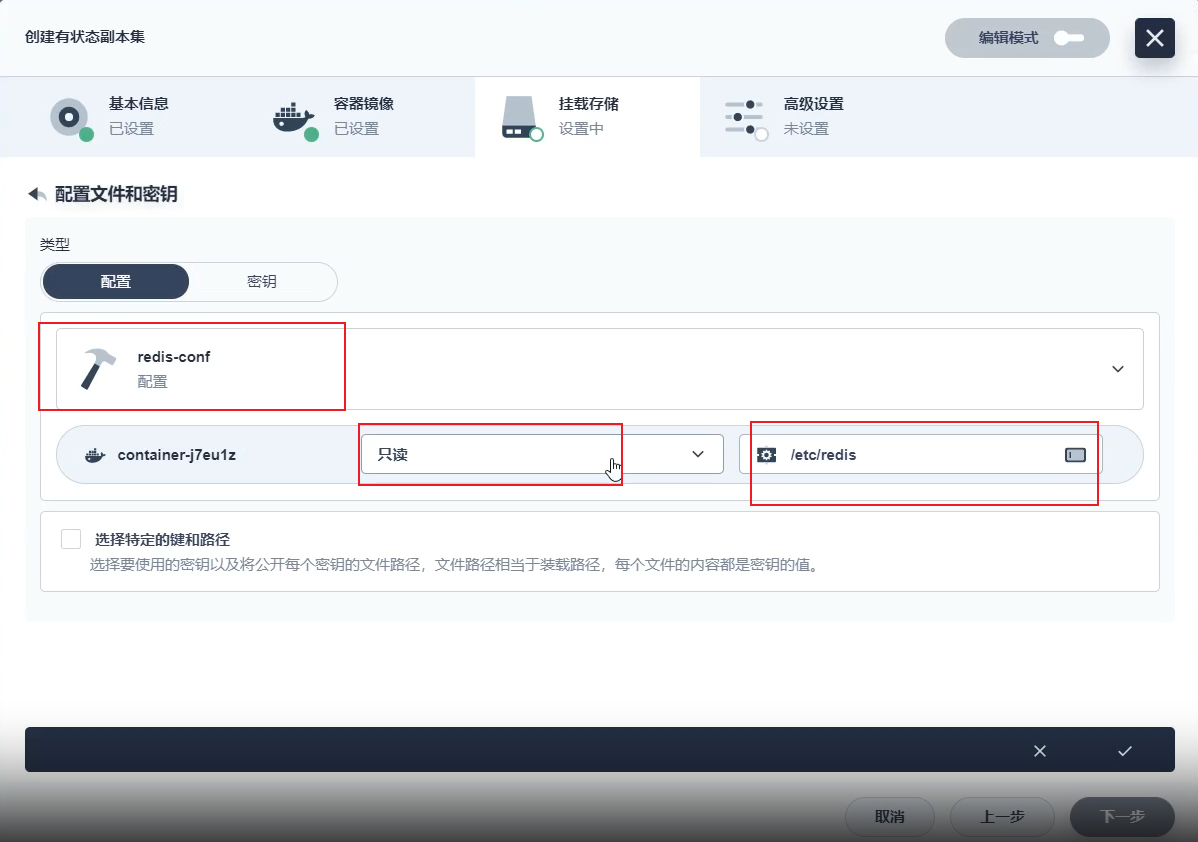 创建有状态副本集
编辑模式
基本信息
已设置
容器镜像
已设置
挂载存储
设置中
高级设置
未设置
配置文件和密钥
类型
配置
密钥
redis-conf
配置
container-j7eu1z
只读
/etc/redis
选择特定的键和路径
选择要使用的密钥以及将公开每个密钥的文件路径，文件路径相当于装载路径，每个文件的内容都是密钥的值。
取消
上一步
下一步